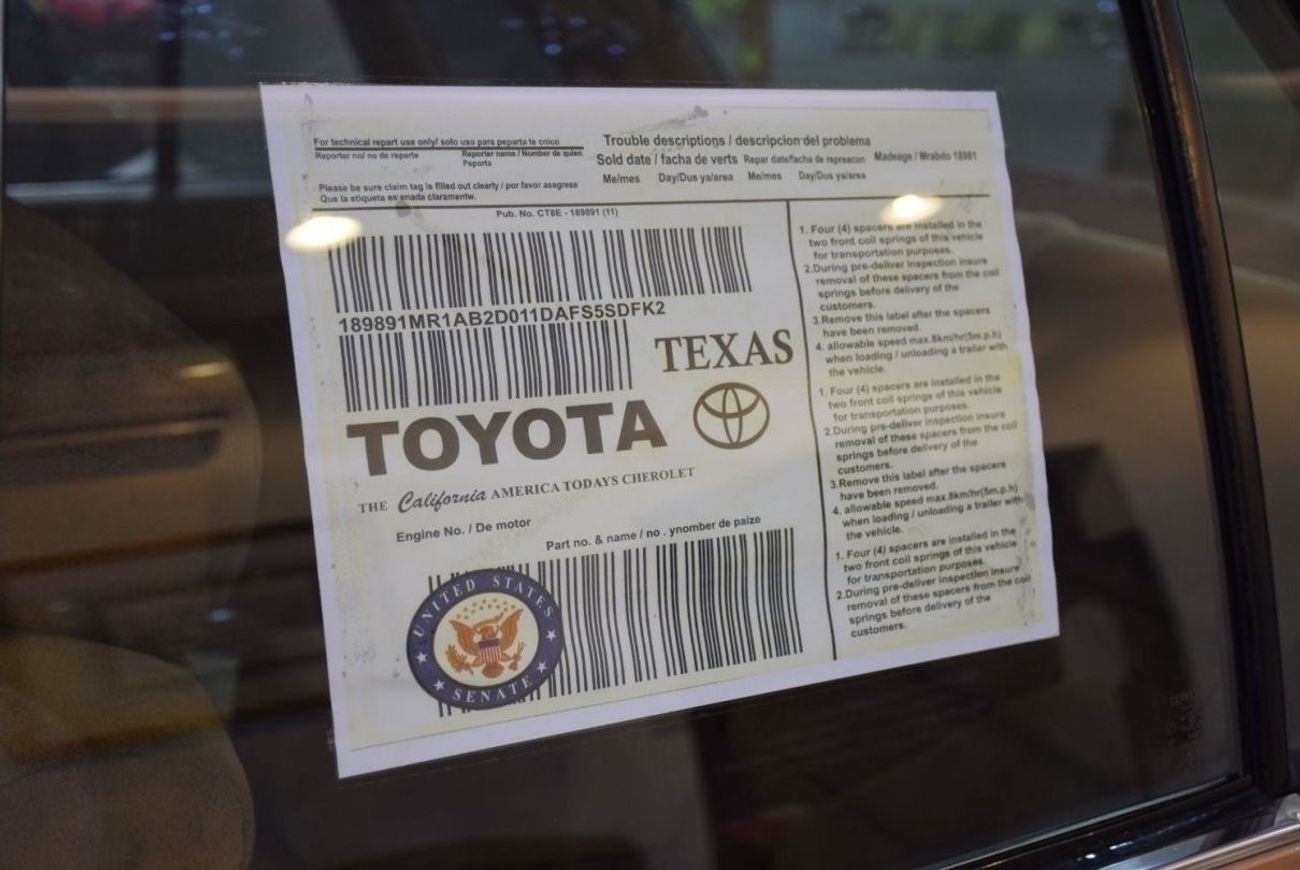 For technical repart use only/ solo uso para peparta te cnico
Reporter no/ no de reperte
Reporter name / Nomber de quien
Peporta
Please be sure claim tag is filled out clearly / por favor asegrese
Que la etiqueta es enada claramentw.
Trouble descriptions / descripcion del problema
Sold date / facha de verts Repar date/facha de repreacon Madeage / Mrabdo 18981
Me/mes Day/Dus ya/area Me/mes Day/Dus ya/area
Pub. No. CT8E - 189891 (11)
189891MR1AB2D011DAFS5SDFK2
TEXAS
TOYOTA
THE California AMERICA TODAYS CHEROLET
Engine No. / De motor
Part no. & name / no . ynomber de paize
UNITED STATES
SENATE
1. Four (4) spacers are installed in the
two front coil springs of this vehicle
for transportation purposes.
2.During pre-deliver inspection insure
removal of these spacers from the coil
springs before delivery of the
customers.
3.Remove this label after the spacers
have been removed.
4. allowable speed max.8km/hr(5m.p.h)
when loading / unloading a trailer with
the vehicle.
1. Four (4) spacers are installed in the
two front coil springs of this vehicle
for transportation purposes.
2.During pre-deliver inspection insure
removal of these spacers from the coil
springs before delivery of the
customers.
3.Remove this label after the spacers
have been removed.
4. allowable speed max.8km/hr(5m.p.h)
when loading / unloading a trailer with
the vehicle.
1. Four (4) spacers are installed in the
two front coil springs of this vehicle
for transportation purposes.
2.During pre-deliver inspection insure
removal of these spacers from the coil
springs before delivery of the
customers.